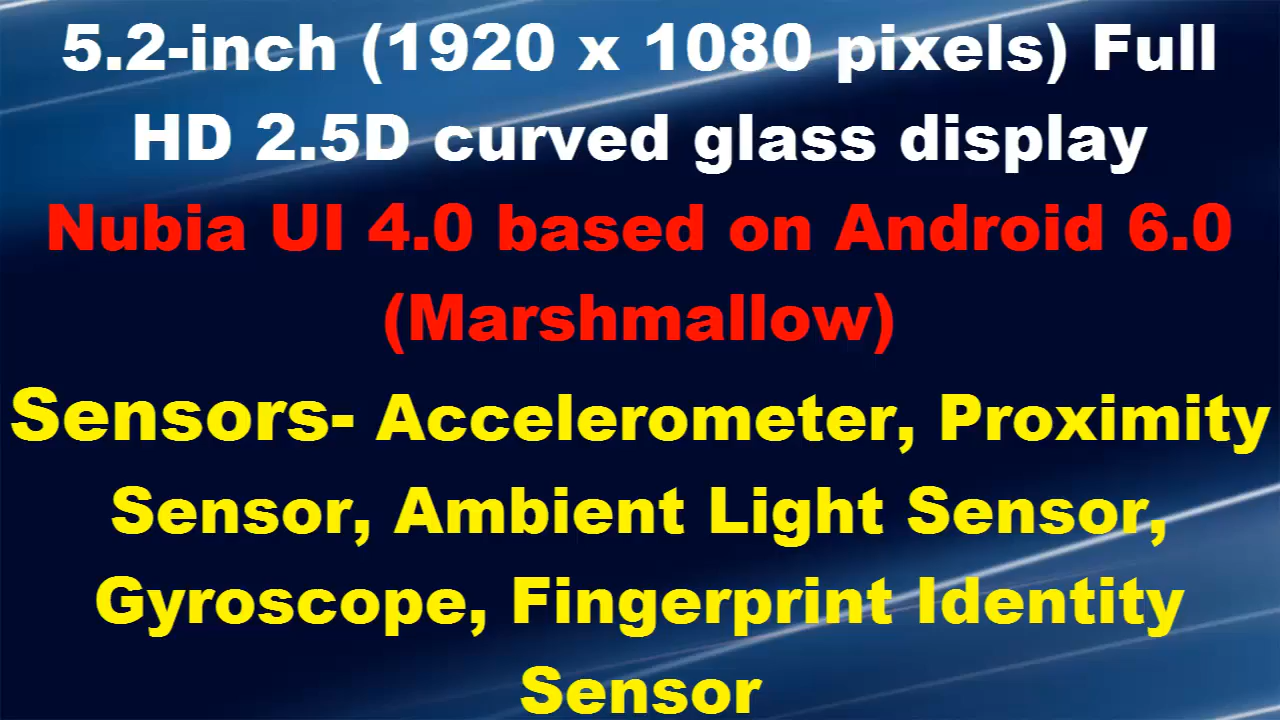 5.2-inch (1920 x 1080 pixels) Full
HD 2.5D curved glass display
Nubia UI 4.0 based on Android 6.0
(Marshmallow)
Sensors- Accelerometer, Proximity
Sensor, Ambient Light Sensor,
Gyroscope, Fingerprint Identity
Sensor